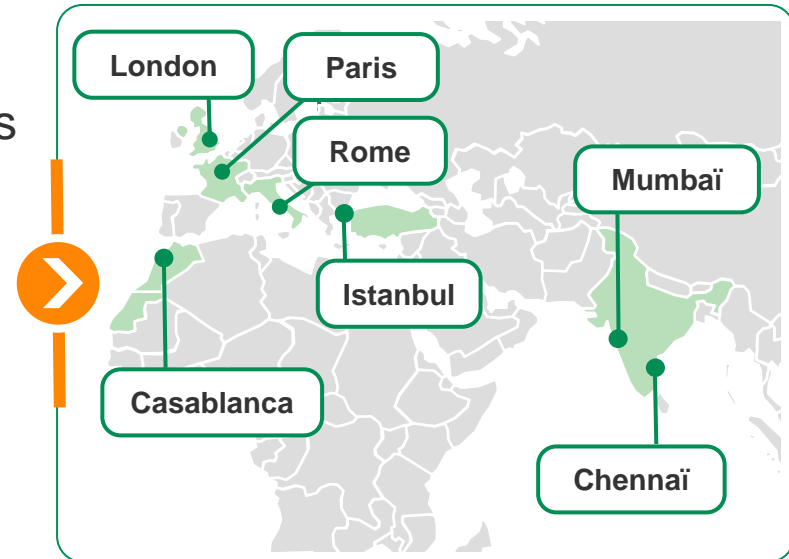 London
Paris
s
Rome
Mumbaï
Istanbul
Casablanca
Chennaï